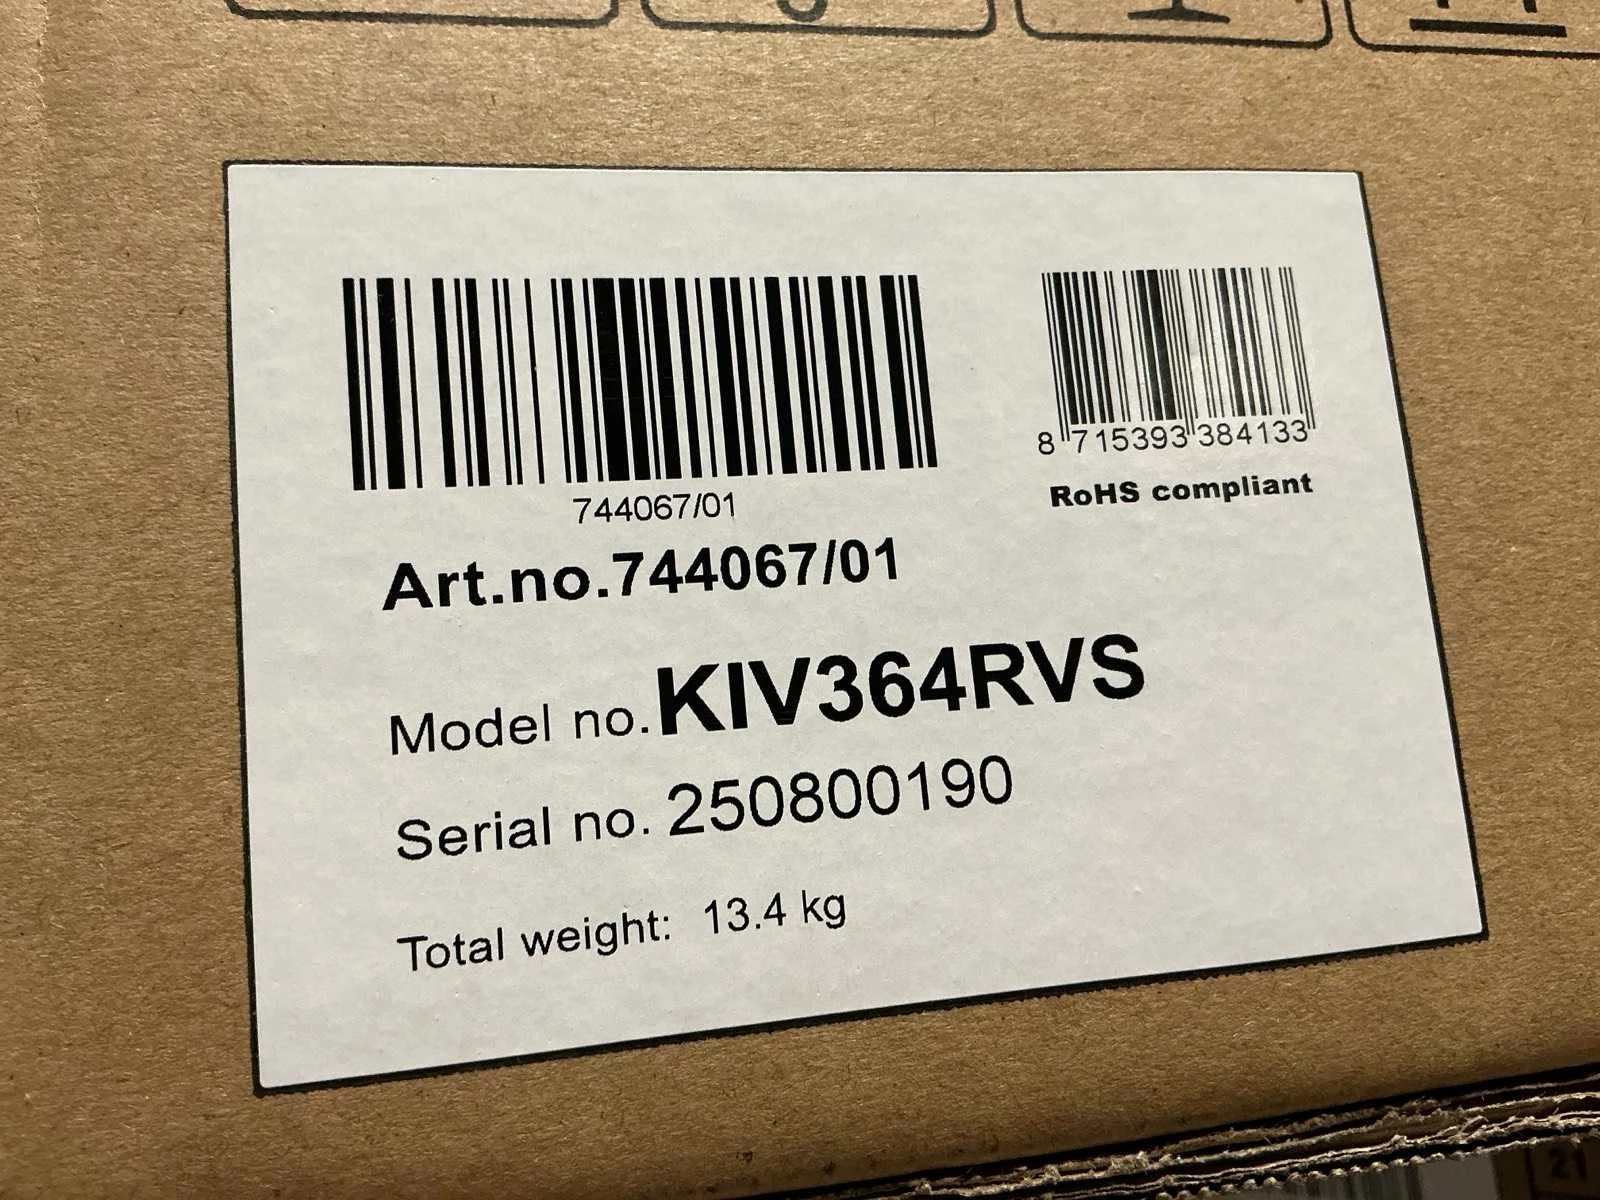 744067/01
8 715393 384133
RoHS compliant
Art.no.744067/01
Model no.KIV364RVS
Serial no. 250800190
Total weight: 13.4 kg
21